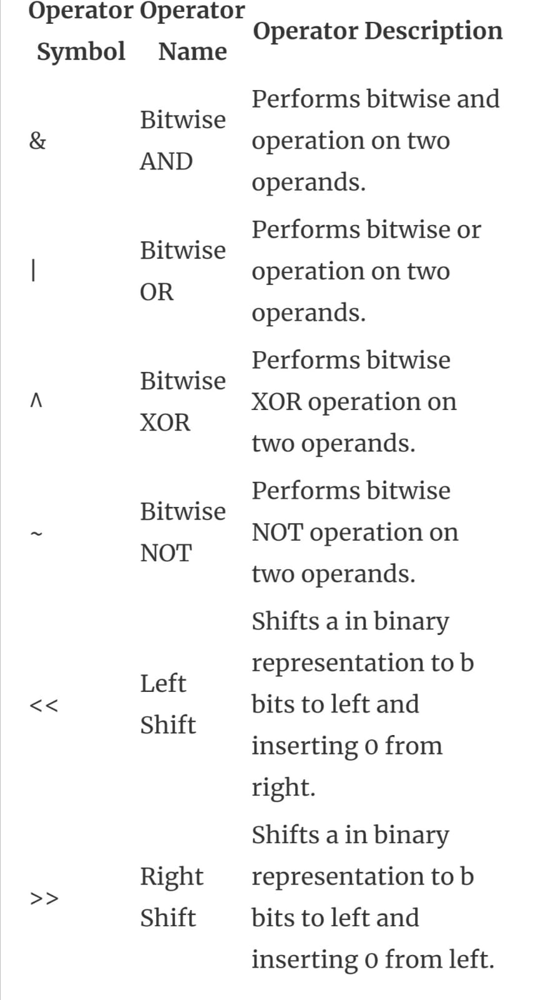 Operator Operator
Operator Description
Symbol Name
Performs bitwise and
Bitwise
& operation on two
AND
operands.
Performs bitwise or
Bitwise
| operation on two
OR
operands.
Performs bitwise
Bitwise
^ XOR operation on
XOR
two operands.
Performs bitwise
Bitwise
~ NOT operation on
NOT
two operands.
Shifts a in binary
representation to b
Left
<< bits to left and
Shift
inserting 0 from
right.
Shifts a in binary
Right representation to b
>>
Shift bits to left and
inserting 0 from left.